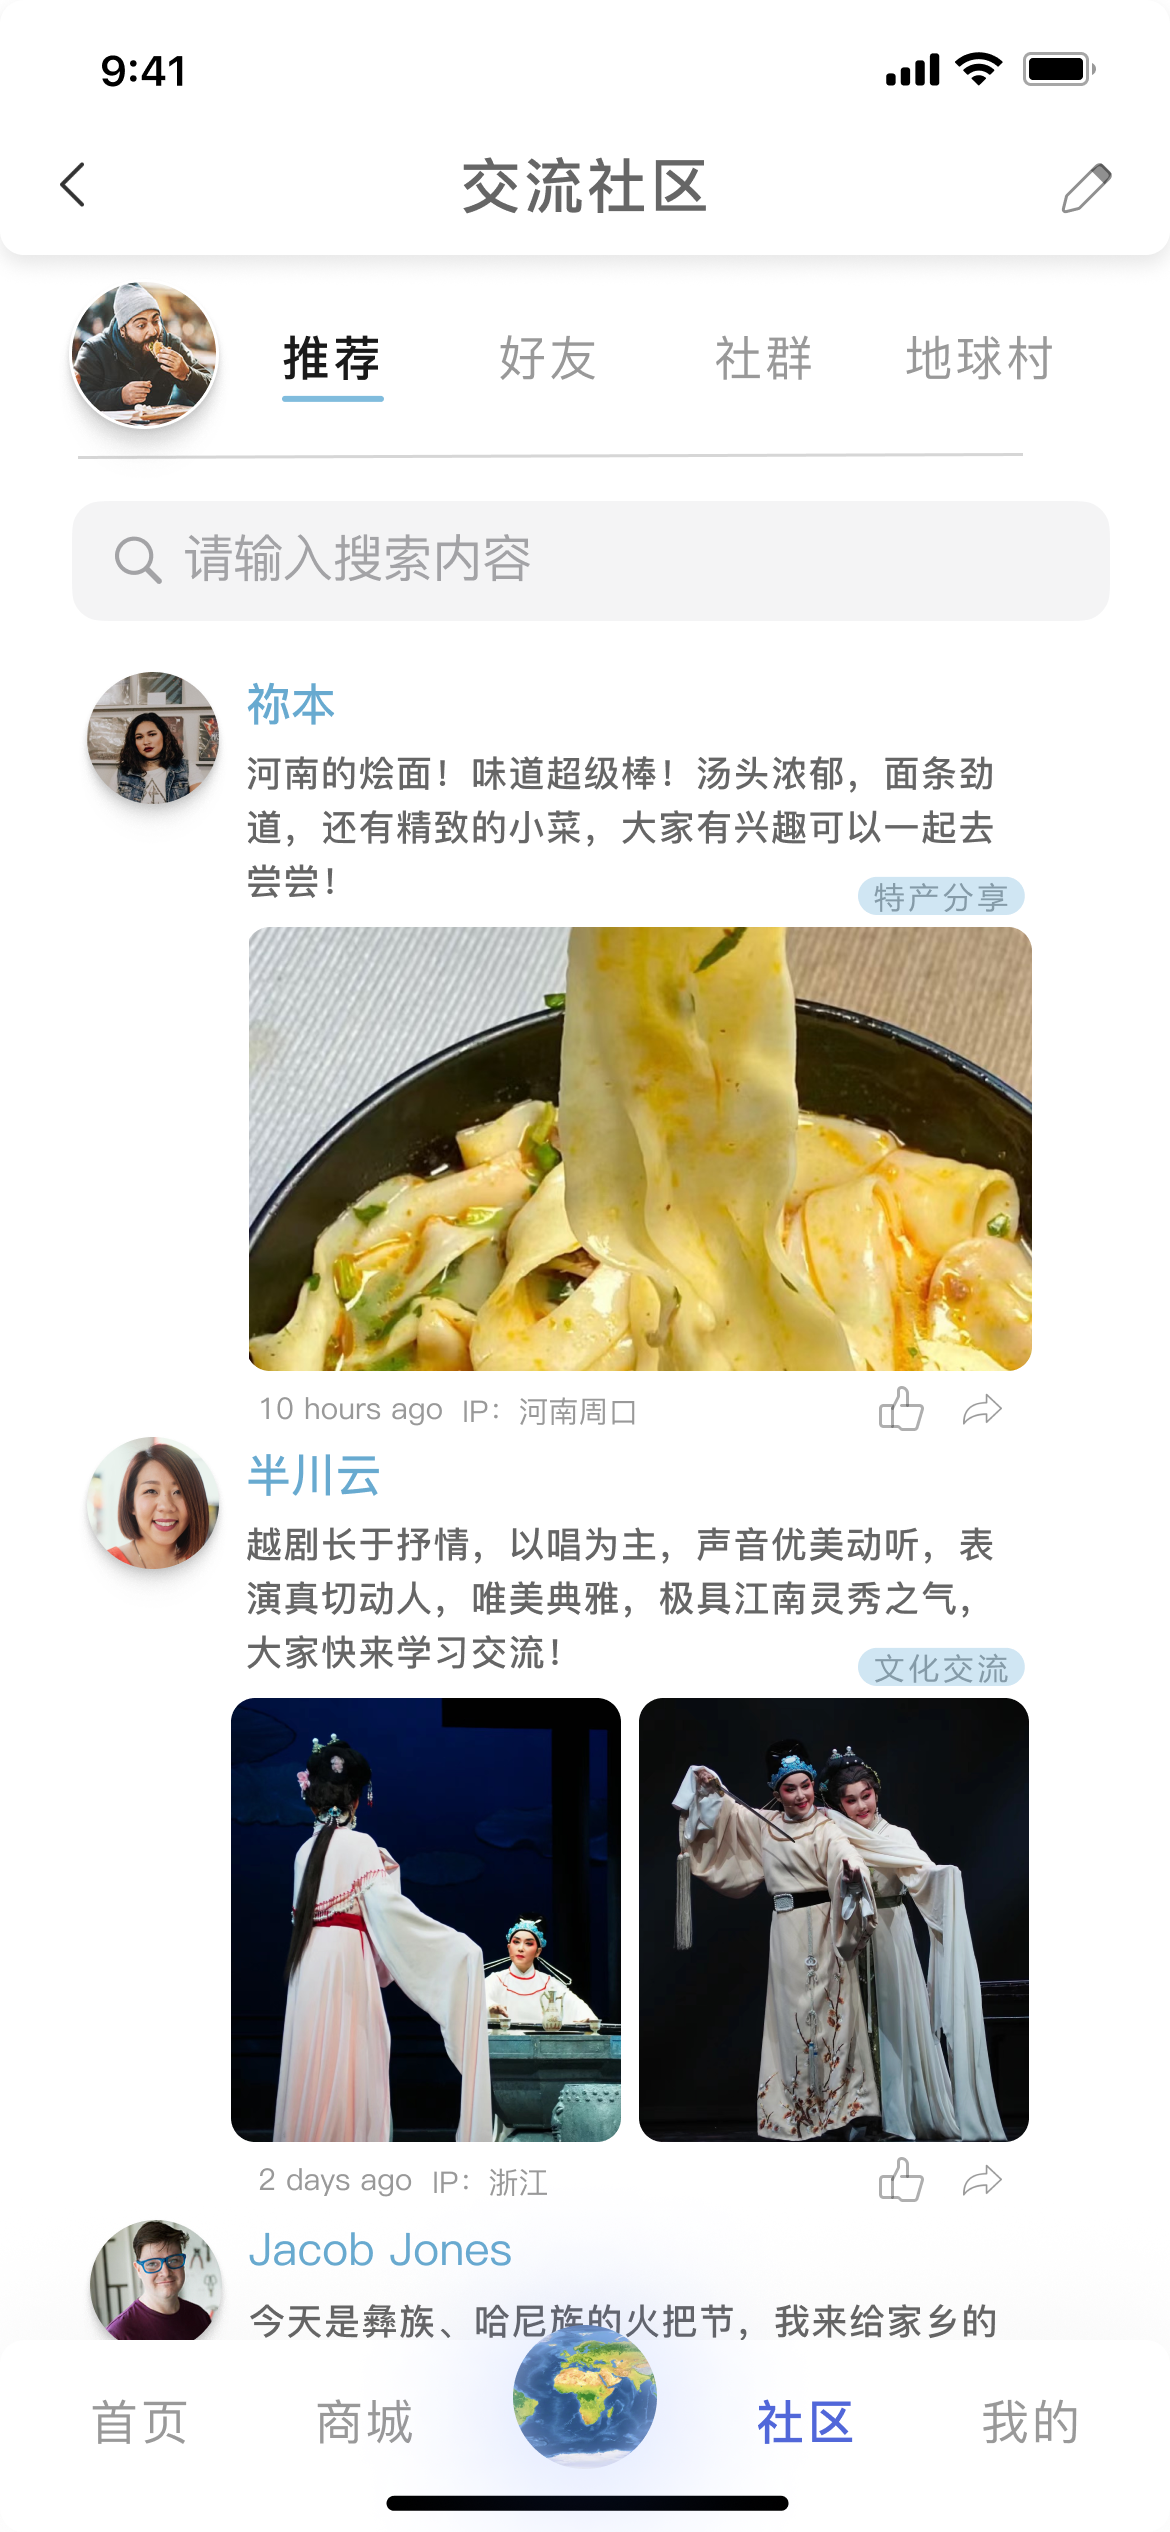 9:41
交流社区
推荐 好友 社群 地球村
请输入搜索内容
祢本
河南的烩面！味道超级棒！汤头浓郁，面条劲
道，还有精致的小菜，大家有兴趣可以一起去
尝尝！
特产分享
10 hours ago IP：河南周口
半川云
越剧长于抒情，以唱为主，声音优美动听，表
演真切动人，唯美典雅，极具江南灵秀之气，
大家快来学习交流！
文化交流
2 days ago IP：浙江
Jacob Jones
今天是彝族、哈尼族的火把节，我来给家乡的
首页 商城 社区 我的